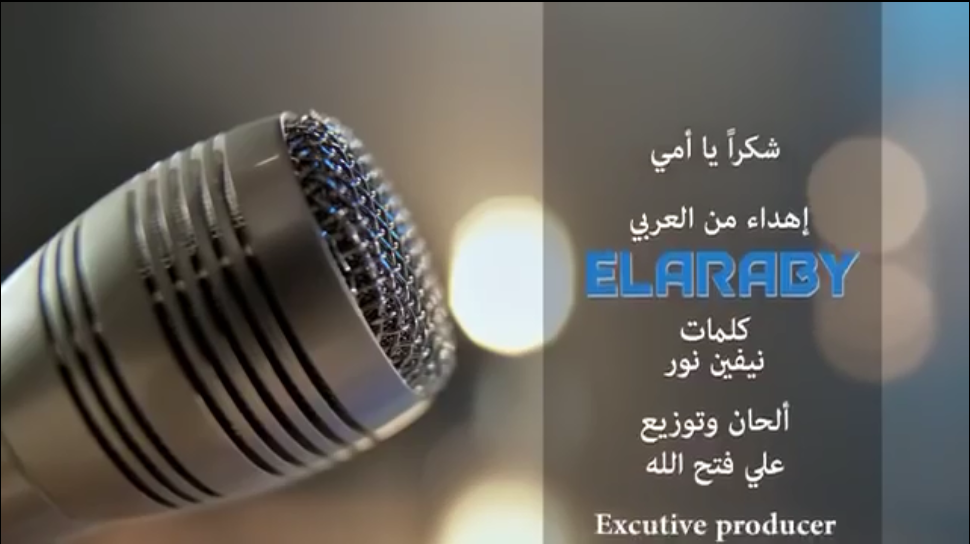 شكراً يا أمي
إهداء من العربي
ELARABY
كلمات
نيفين نور
ألحان وتوزيع
علي فتح الله
Excutive producer